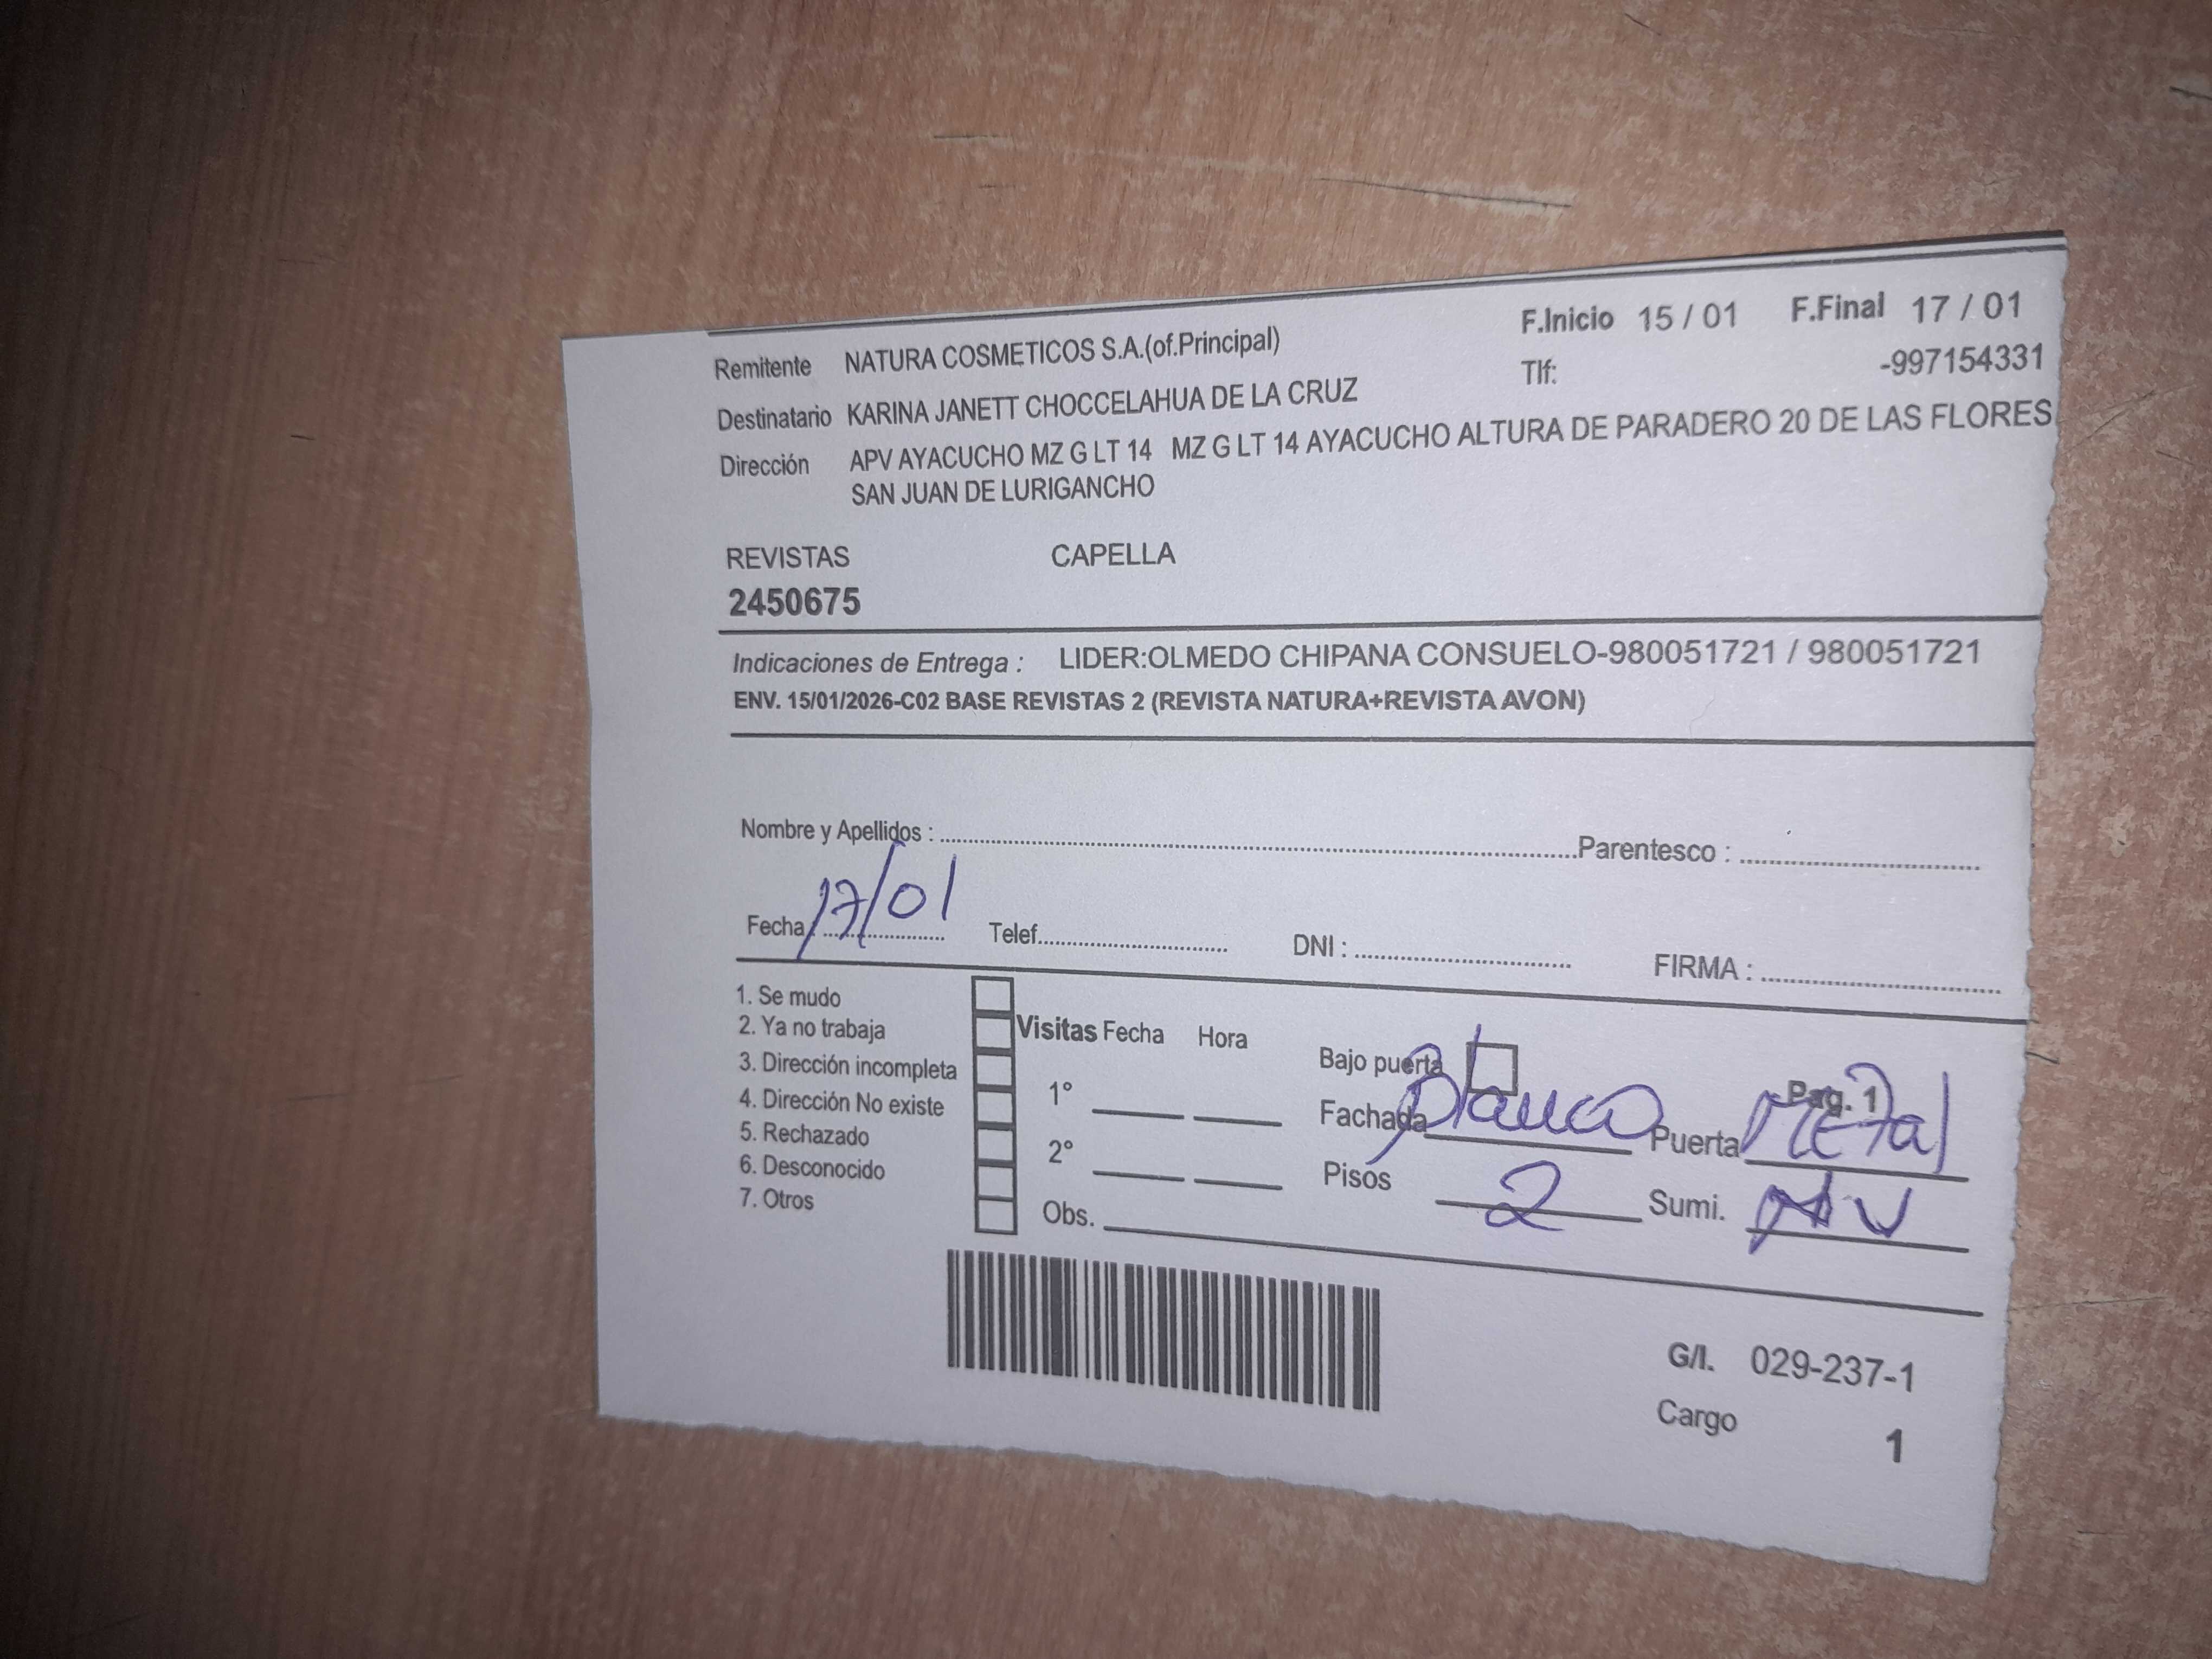 F.Inicio 15 / 01 F.Final 17 / 01
Remitente NATURA COSMETICOS S.A.(of.Principal) Tlf: -997154331
Destinatario KARINA JANETT CHOCCELAHUA DE LA CRUZ
Dirección APV AYACUCHO MZ G LT 14 MZ G LT 14 AYACUCHO ALTURA DE PARADERO 20 DE LAS FLORES
SAN JUAN DE LURIGANCHO
REVISTAS CAPELLA
2450675
Indicaciones de Entrega : LIDER:OLMEDO CHIPANA CONSUELO-980051721 / 980051721
ENV. 15/01/2026-C02 BASE REVISTAS 2 (REVISTA NATURA+REVISTA AVON)
Nombre y Apellidos : Parentesco :
Fecha : 17/01 Telef. DNI : FIRMA :
1. Se mudo
2. Ya no trabaja Visitas Fecha Hora Bajo puerta
3. Dirección incompleta 1° Fachada blanco Puerta Metal Pag. 1
4. Dirección No existe
5. Rechazado 2° Pisos 2 Sumi.
6. Desconocido
7. Otros Obs.
G/I. 029-237-1
Cargo 1